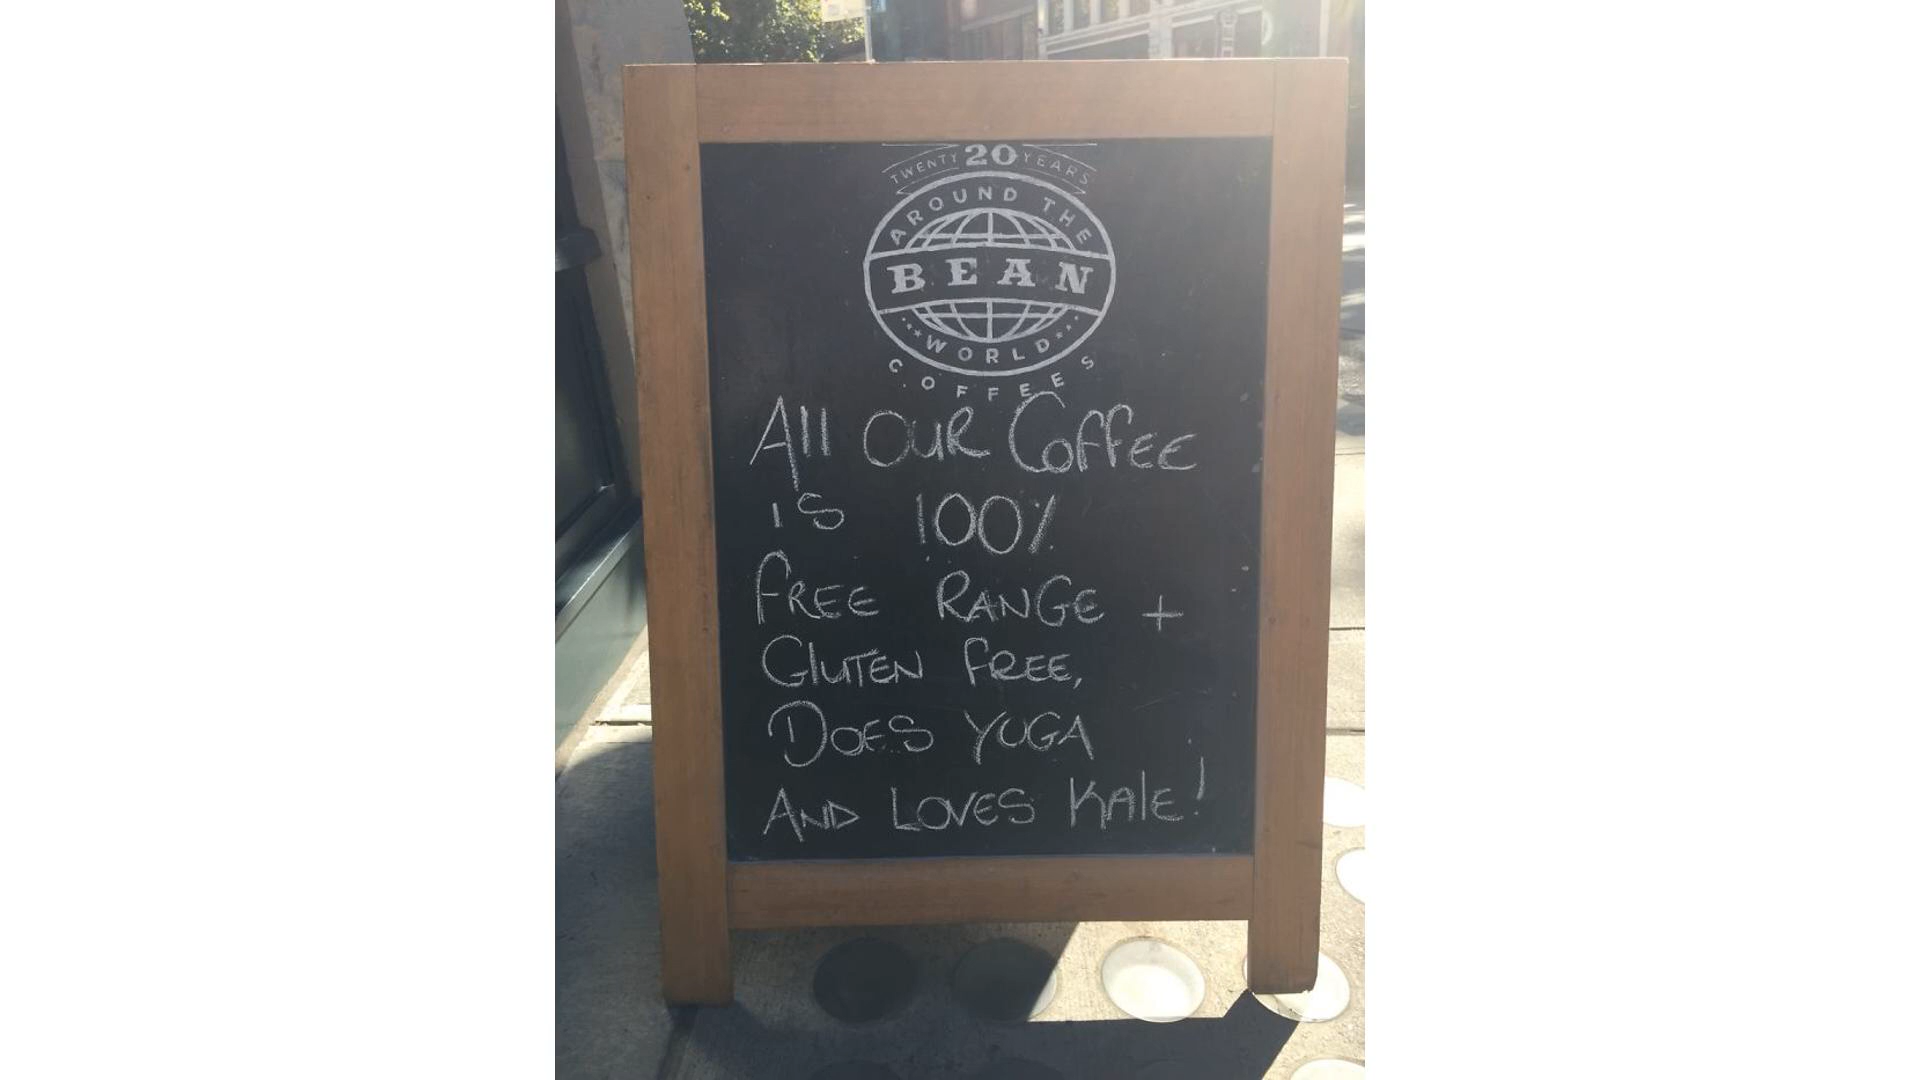 TWENTY 20 YEARS
AROUND THE
BEAN
WORLD
COFFEES
All OUR COFFEE
IS 100%
FREE RANGE +
GlUTEN FREE,
DOES YOGA
AND LOVES KAlE!